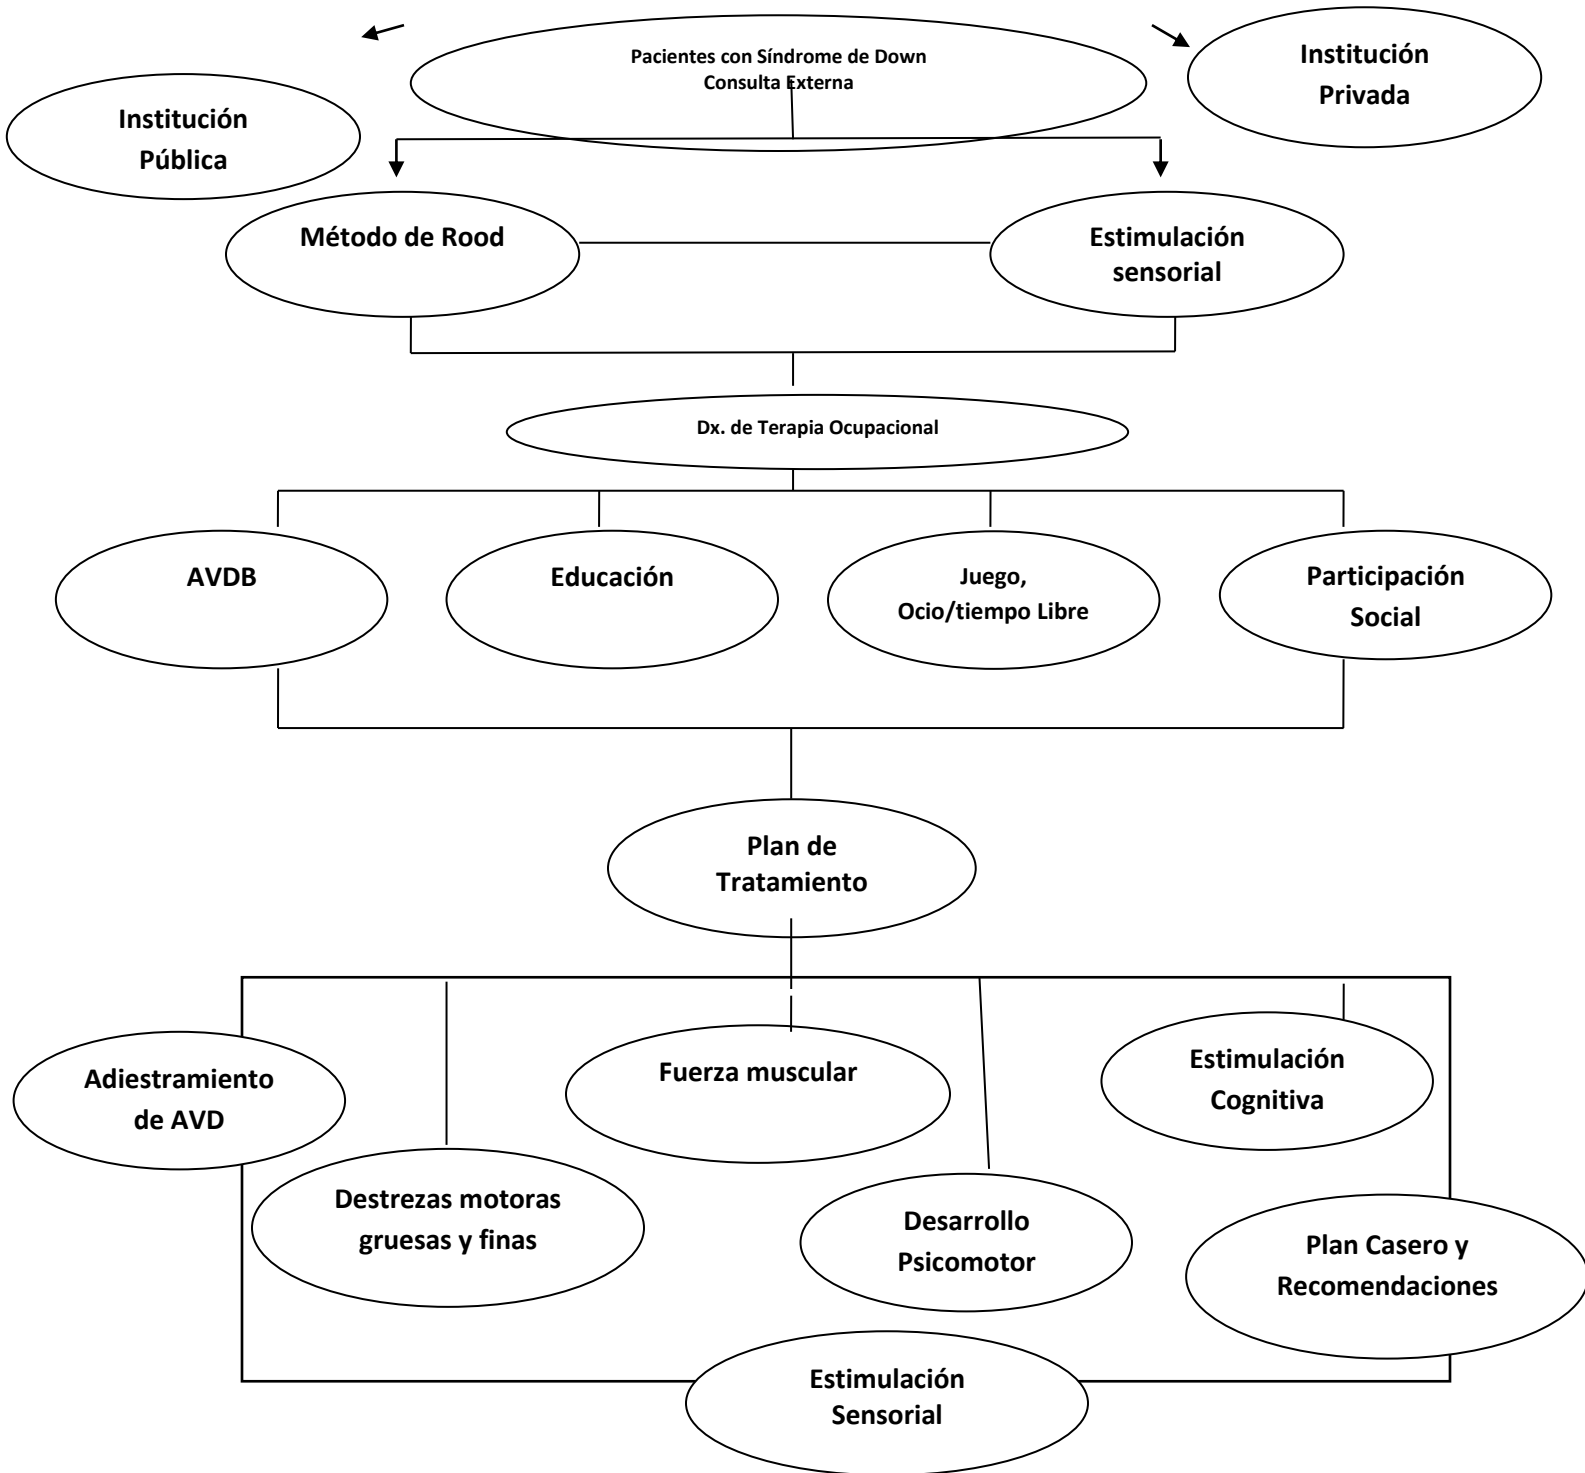 Pacientes con Síndrome de Down
Consulta Externa
Institución
Privada
Institución
Pública
Método de Rood
Estimulación
sensorial
Dx. de Terapia Ocupacional
AVDB
Educación
Juego,
Ocio/tiempo Libre
Participación
Social
Plan de
Tratamiento
Adiestramiento
de AVD
Fuerza muscular
Estimulación
Cognitiva
Destrezas motoras
gruesas y finas
Desarrollo
Psicomotor
Plan Casero y
Recomendaciones
Estimulación
Sensorial